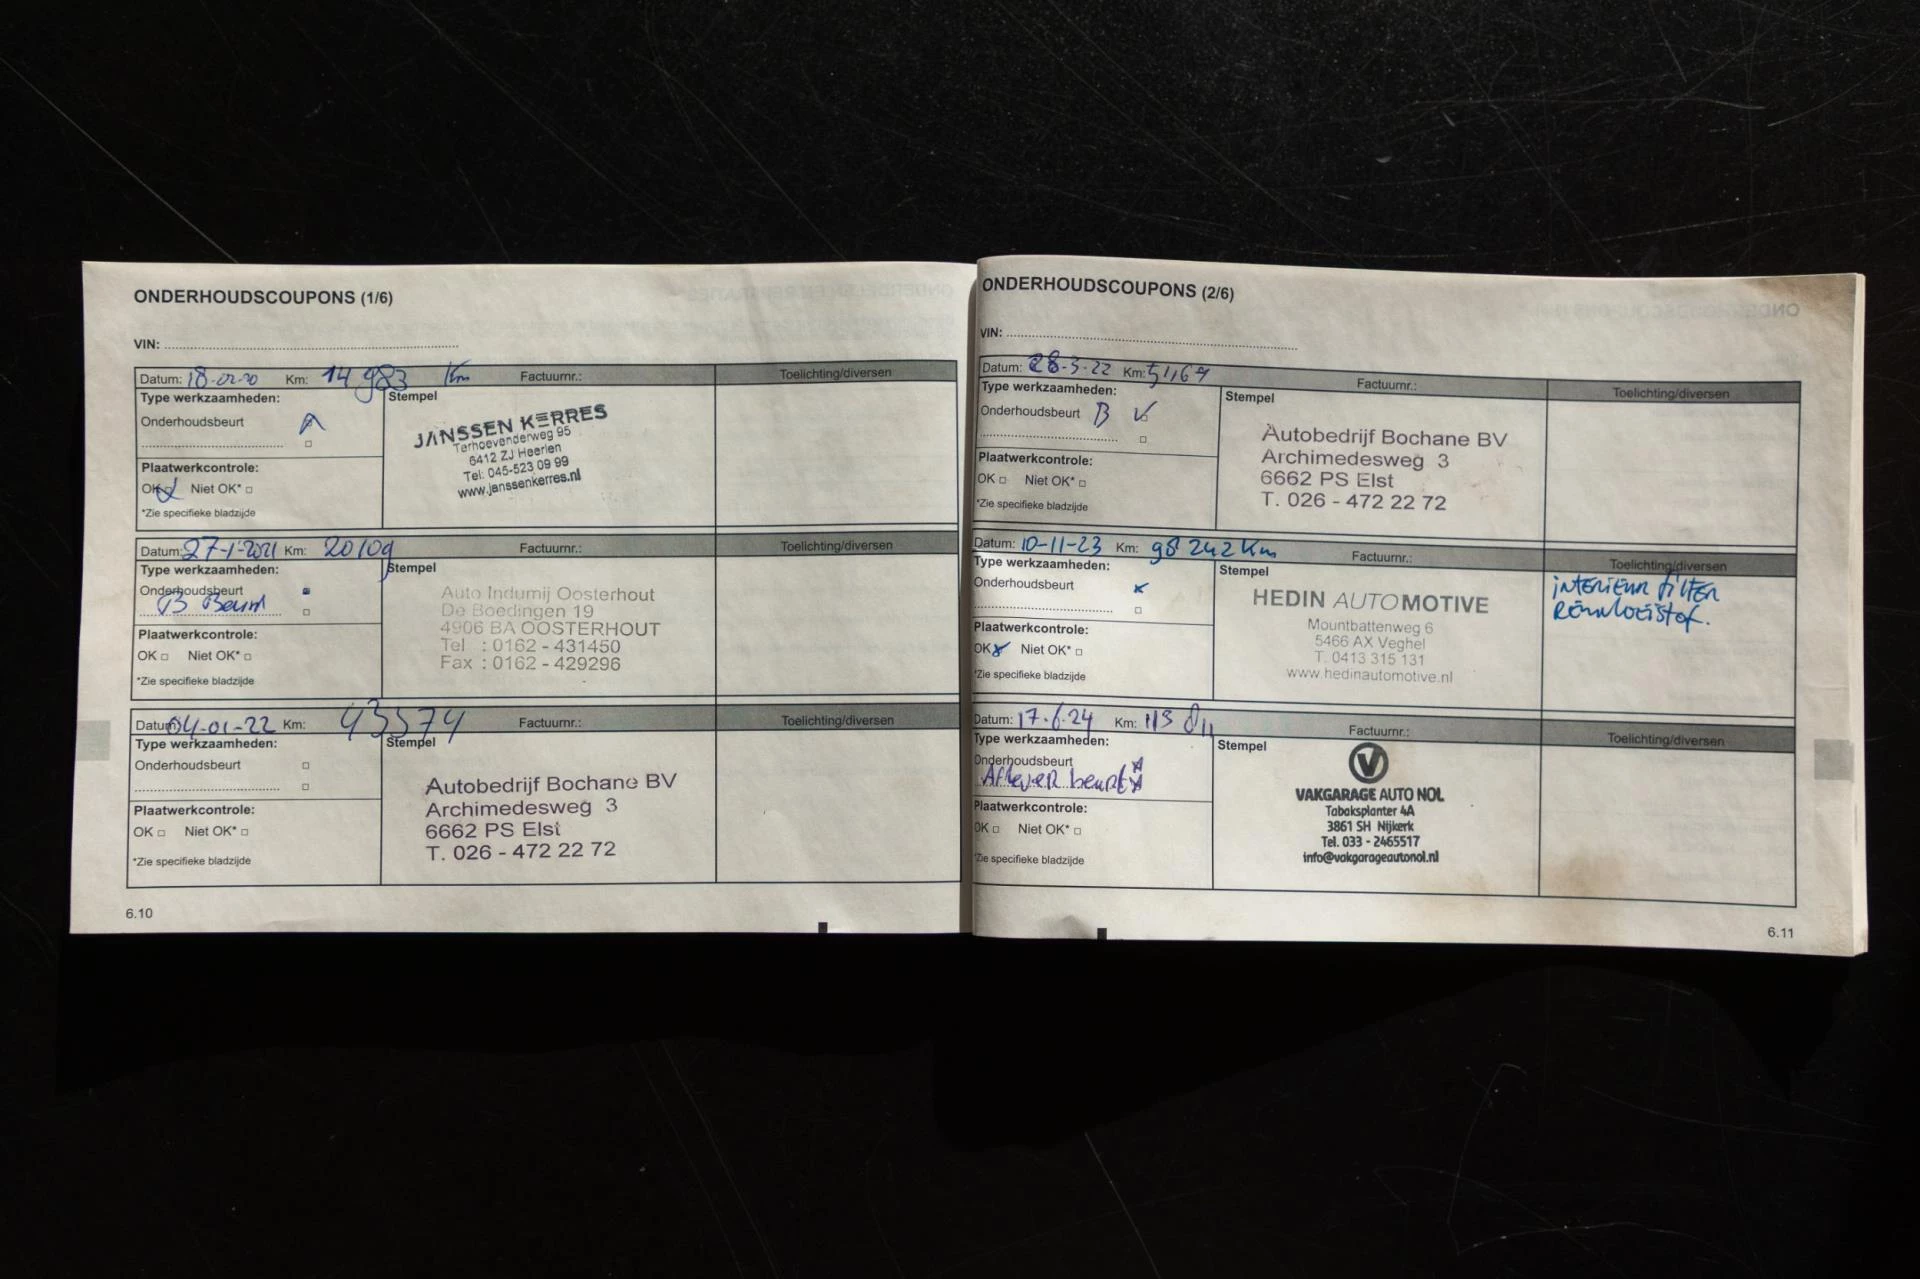 ONDERHOUDSCOUPONS (1/6)
VIN:
Datum: 18-02-20 Km: 14 983 Km Factuurnr.: Toelichting/diversen
Type werkzaamheden: Stempel
Onderhoudsbeurt A
JANSSEN KERRES
Terhoevenderweg 95
6412 ZJ Heerlen
Tel: 045-523 09 99
www.janssenkerres.nl
Plaatwerkcontrole:
OK Niet OK*
*Zie specifieke bladzijde
Datum: 27-1-2021 Km: 20109 Factuurnr.: Toelichting/diversen
Type werkzaamheden: Stempel
Onderhoudsbeurt
B Beurt
Auto Indumij Oosterhout
De Boedingen 19
4906 BA OOSTERHOUT
Tel : 0162 - 431450
Fax : 0162 - 429296
Plaatwerkcontrole:
OK Niet OK*
*Zie specifieke bladzijde
Datum: 04-01-22 Km: 43574 Factuurnr.: Toelichting/diversen
Type werkzaamheden: Stempel
Onderhoudsbeurt
Autobedrijf Bochane BV
Archimedesweg 3
6662 PS Elst
T. 026 - 472 22 72
Plaatwerkcontrole:
OK Niet OK*
*Zie specifieke bladzijde
6.10
ONDERHOUDSCOUPONS (2/6)
VIN:
Datum: 28-3-22 Km: Factuurnr.: Toelichting/diversen
Type werkzaamheden: Stempel
Onderhoudsbeurt B
Autobedrijf Bochane BV
Archimedesweg 3
6662 PS Elst
T. 026 - 472 22 72
Plaatwerkcontrole:
OK Niet OK*
*Zie specifieke bladzijde
Datum: 10-11-23 Km: 98 242 Km Factuurnr.: Toelichting/diversen
Type werkzaamheden: Stempel
Onderhoudsbeurt
HEDIN AUTOMOTIVE
Mountbattenweg 6
5466 AX Veghel
T. 0413 315 131
www.hedinautomotive.nl
iNTERiEUR filTER
REmvloEistof.
Plaatwerkcontrole:
OK Niet OK*
*Zie specifieke bladzijde
Datum: 17-6-24 Km: 113 811 Factuurnr.: Toelichting/diversen
Type werkzaamheden: Stempel
Onderhoudsbeurt
AflevER beurt
V
VAKGARAGE AUTO NOL
Tabaksplanter 4A
3861 SH Nijkerk
Tel. 033 - 2465517
info@vakgarageautonol.nl
Plaatwerkcontrole:
OK Niet OK*
*Zie specifieke bladzijde
6.11